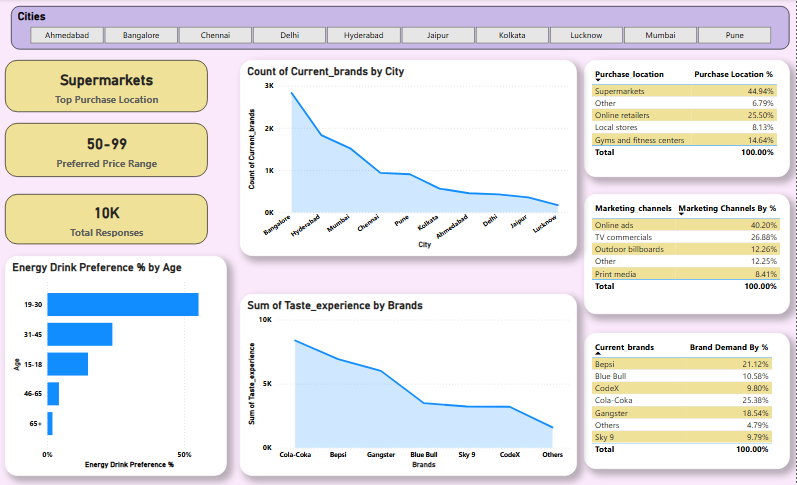 Cities
Ahmedabad Bangalore Chennai Delhi Hyderabad Jaipur Kolkata Lucknow Mumbai Pune
Supermarkets
Top Purchase Location
50-99
Preferred Price Range
10K
Total Responses
Energy Drink Preference % by Age
Age
19-30
31-45
15-18
46-65
65+
0% 50%
Energy Drink Preference %
Count of Current_brands by City
Count of Current_brands
3K
2K
1K
0K
Bangalore Hyderabad Mumbai Chennai Pune Kolkata Ahmedabad Delhi Jaipur Lucknow
City
Sum of Taste_experience by Brands
Sum of Taste_experience
10K
5K
0K
Cola-Coka Bepsi Gangster Blue Bull Sky 9 CodeX Others
Brands
Purchase_location Purchase Location %
Supermarkets 44.94%
Other 6.79%
Online retailers 25.50%
Local stores 8.13%
Gyms and fitness centers 14.64%
Total 100.00%
Marketing_channels Marketing Channels By %
Online ads 40.20%
TV commercials 26.88%
Outdoor billboards 12.26%
Other 12.25%
Print media 8.41%
Total 100.00%
Current_brands Brand Demand By %
Bepsi 21.12%
Blue Bull 10.58%
CodeX 9.80%
Cola-Coka 25.38%
Gangster 18.54%
Others 4.79%
Sky 9 9.79%
Total 100.00%